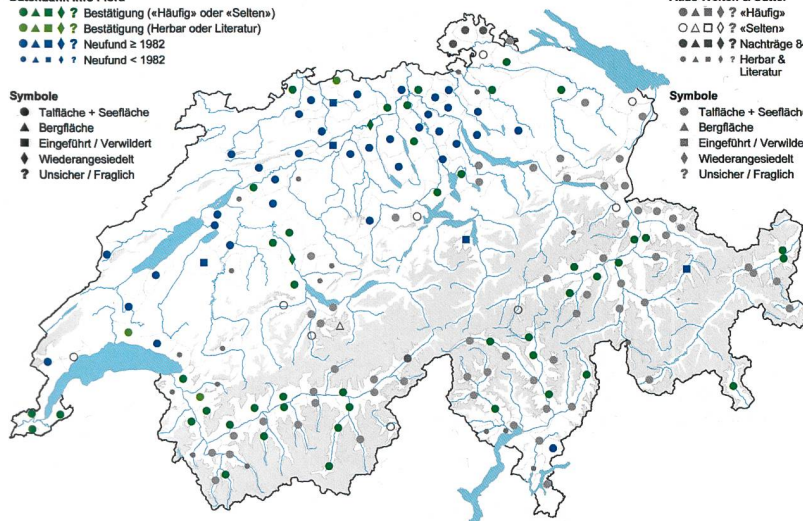 Bestätigung («Häufig» oder «Selten»)
Bestätigung (Herbar oder Literatur)
Neufund ≥ 1982
Neufund < 1982
Symbole
Talfläche + Seefläche
Bergfläche
Eingeführt / Verwildert
Wiederangesiedelt
? Unsicher / Fraglich
? «Häufig»
? «Selten»
? Nachträge &
? Herbar &
Literatur
Symbole
Talfläche + Seefläch
Bergfläche
Eingeführt / Verwilde
Wiederangesiedelt
? Unsicher / Fraglich